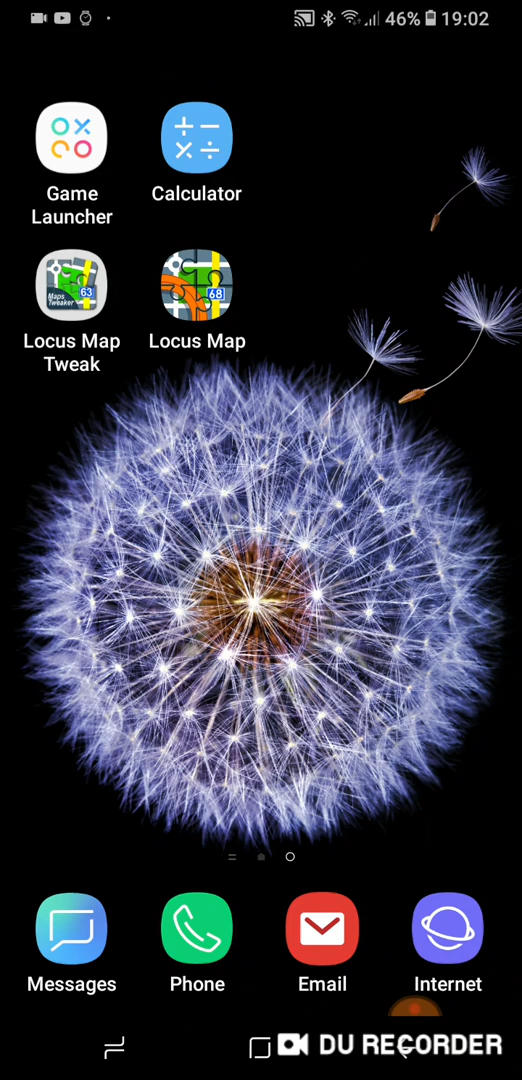 46% 19:02
Game Launcher
Calculator
Maps Tweaker 63
68
Locus Map Tweak
Locus Map
Messages
Phone
Email
Internet
DU RECORDER